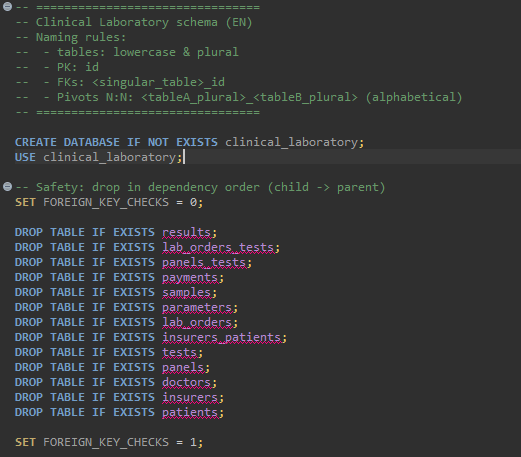 -- ================================
-- Clinical Laboratory schema (EN)
-- Naming rules:
--  - tables: lowercase & plural
--  - PK: id
--  - FKs: <singular_table>_id
--  - Pivots N:N: <tableA_plural>_<tableB_plural> (alphabetical)
-- ================================
CREATE DATABASE IF NOT EXISTS clinical_laboratory;
USE clinical_laboratory;
-- Safety: drop in dependency order (child -> parent)
SET FOREIGN_KEY_CHECKS = 0;
DROP TABLE IF EXISTS results;
DROP TABLE IF EXISTS lab_orders_tests;
DROP TABLE IF EXISTS panels_tests;
DROP TABLE IF EXISTS payments;
DROP TABLE IF EXISTS samples;
DROP TABLE IF EXISTS parameters;
DROP TABLE IF EXISTS lab_orders;
DROP TABLE IF EXISTS insurers_patients;
DROP TABLE IF EXISTS tests;
DROP TABLE IF EXISTS panels;
DROP TABLE IF EXISTS doctors;
DROP TABLE IF EXISTS insurers;
DROP TABLE IF EXISTS patients;
SET FOREIGN_KEY_CHECKS = 1;